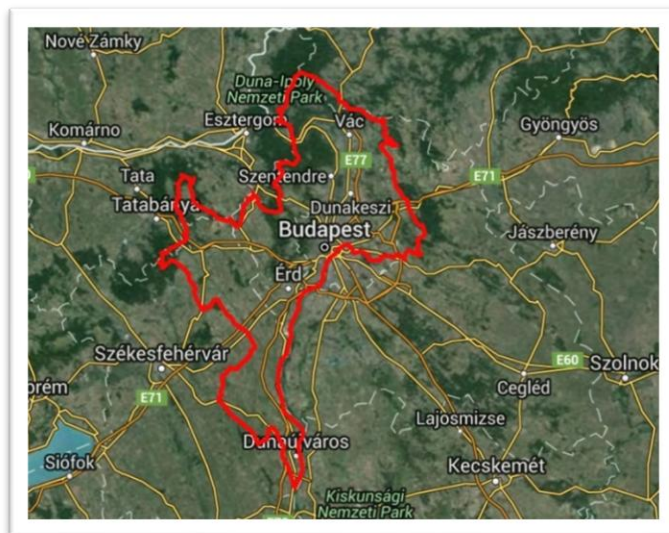 Nové Zámky
Duna-Ipoly
Nemzeti Park
Esztergom
Vác
Gyöngyös
Komárno
E77
E71
Tata
Szentendre
Tatabánya
Dunakeszi
Budapest
Jászberény
Érd
Székesfehérvár
E60
Szolnok
E71
Cegléd
Lajosmizse
Dunaújváros
Siófok
Kecskemét
Kiskunsági
Nemzeti Park